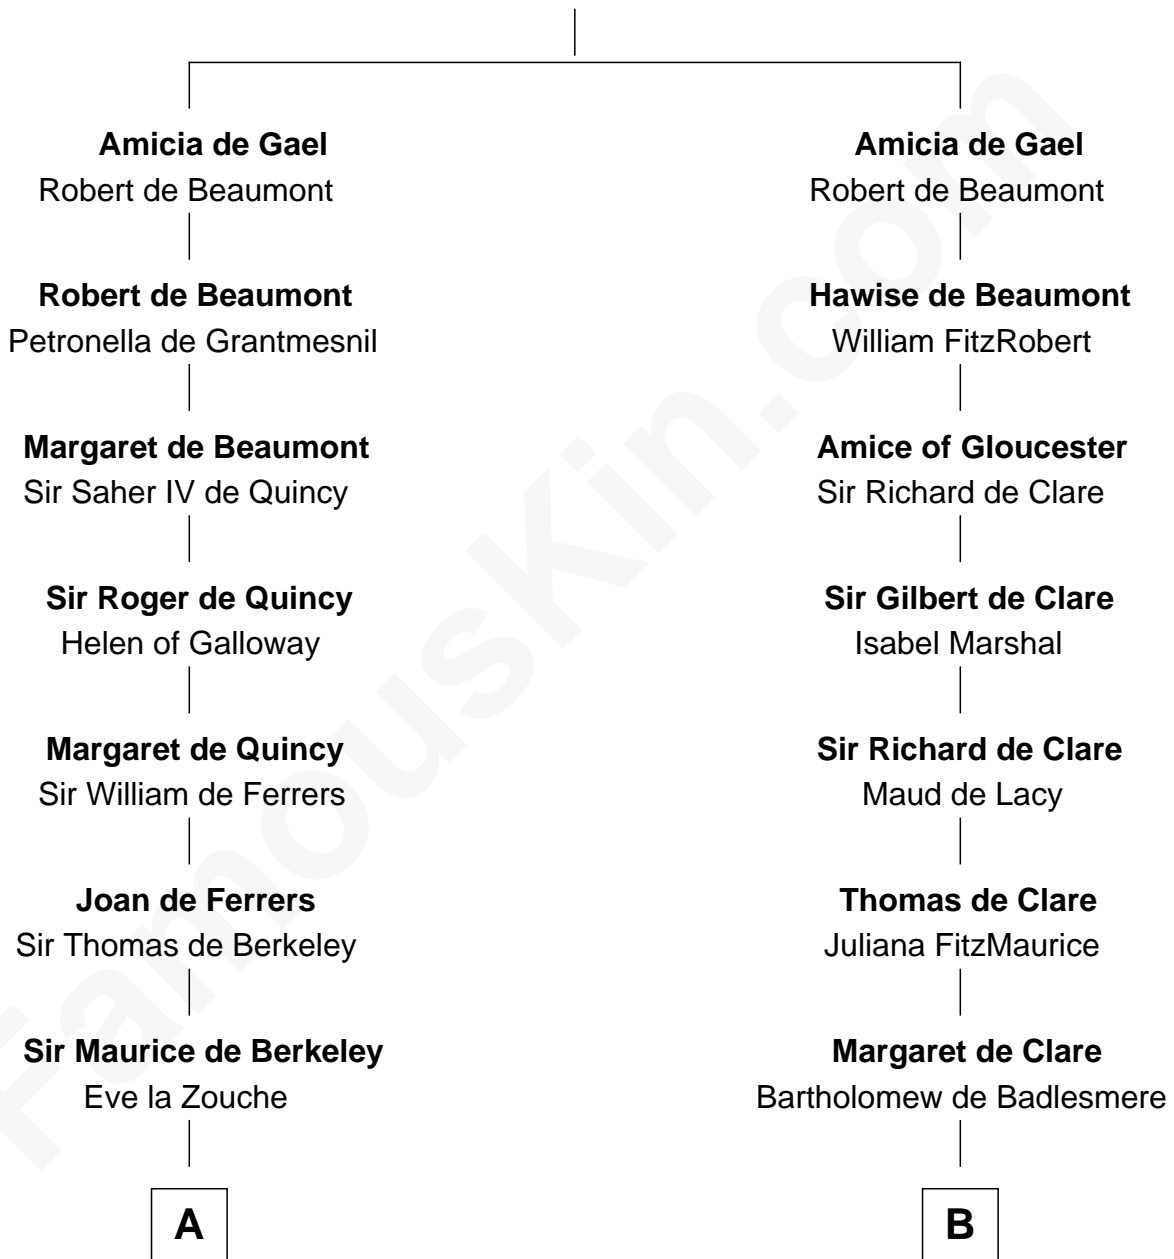 Amicia de Gael
Robert de Beaumont
Robert de Beaumont
Petronella de Grantmesnil
Margaret de Beaumont
Sir Saher IV de Quincy
Sir Roger de Quincy
Helen of Galloway
Margaret de Quincy
Sir William de Ferrers
Joan de Ferrers
Sir Thomas de Berkeley
Sir Maurice de Berkeley
Eve la Zouche
A
Amicia de Gael
Robert de Beaumont
Hawise de Beaumont
William FitzRobert
Amice of Gloucester
Sir Richard de Clare
Sir Gilbert de Clare
Isabel Marshal
Sir Richard de Clare
Maud de Lacy
Thomas de Clare
Juliana FitzMaurice
Margaret de Clare
Bartholomew de Badlesmere
B
FamousKin.com